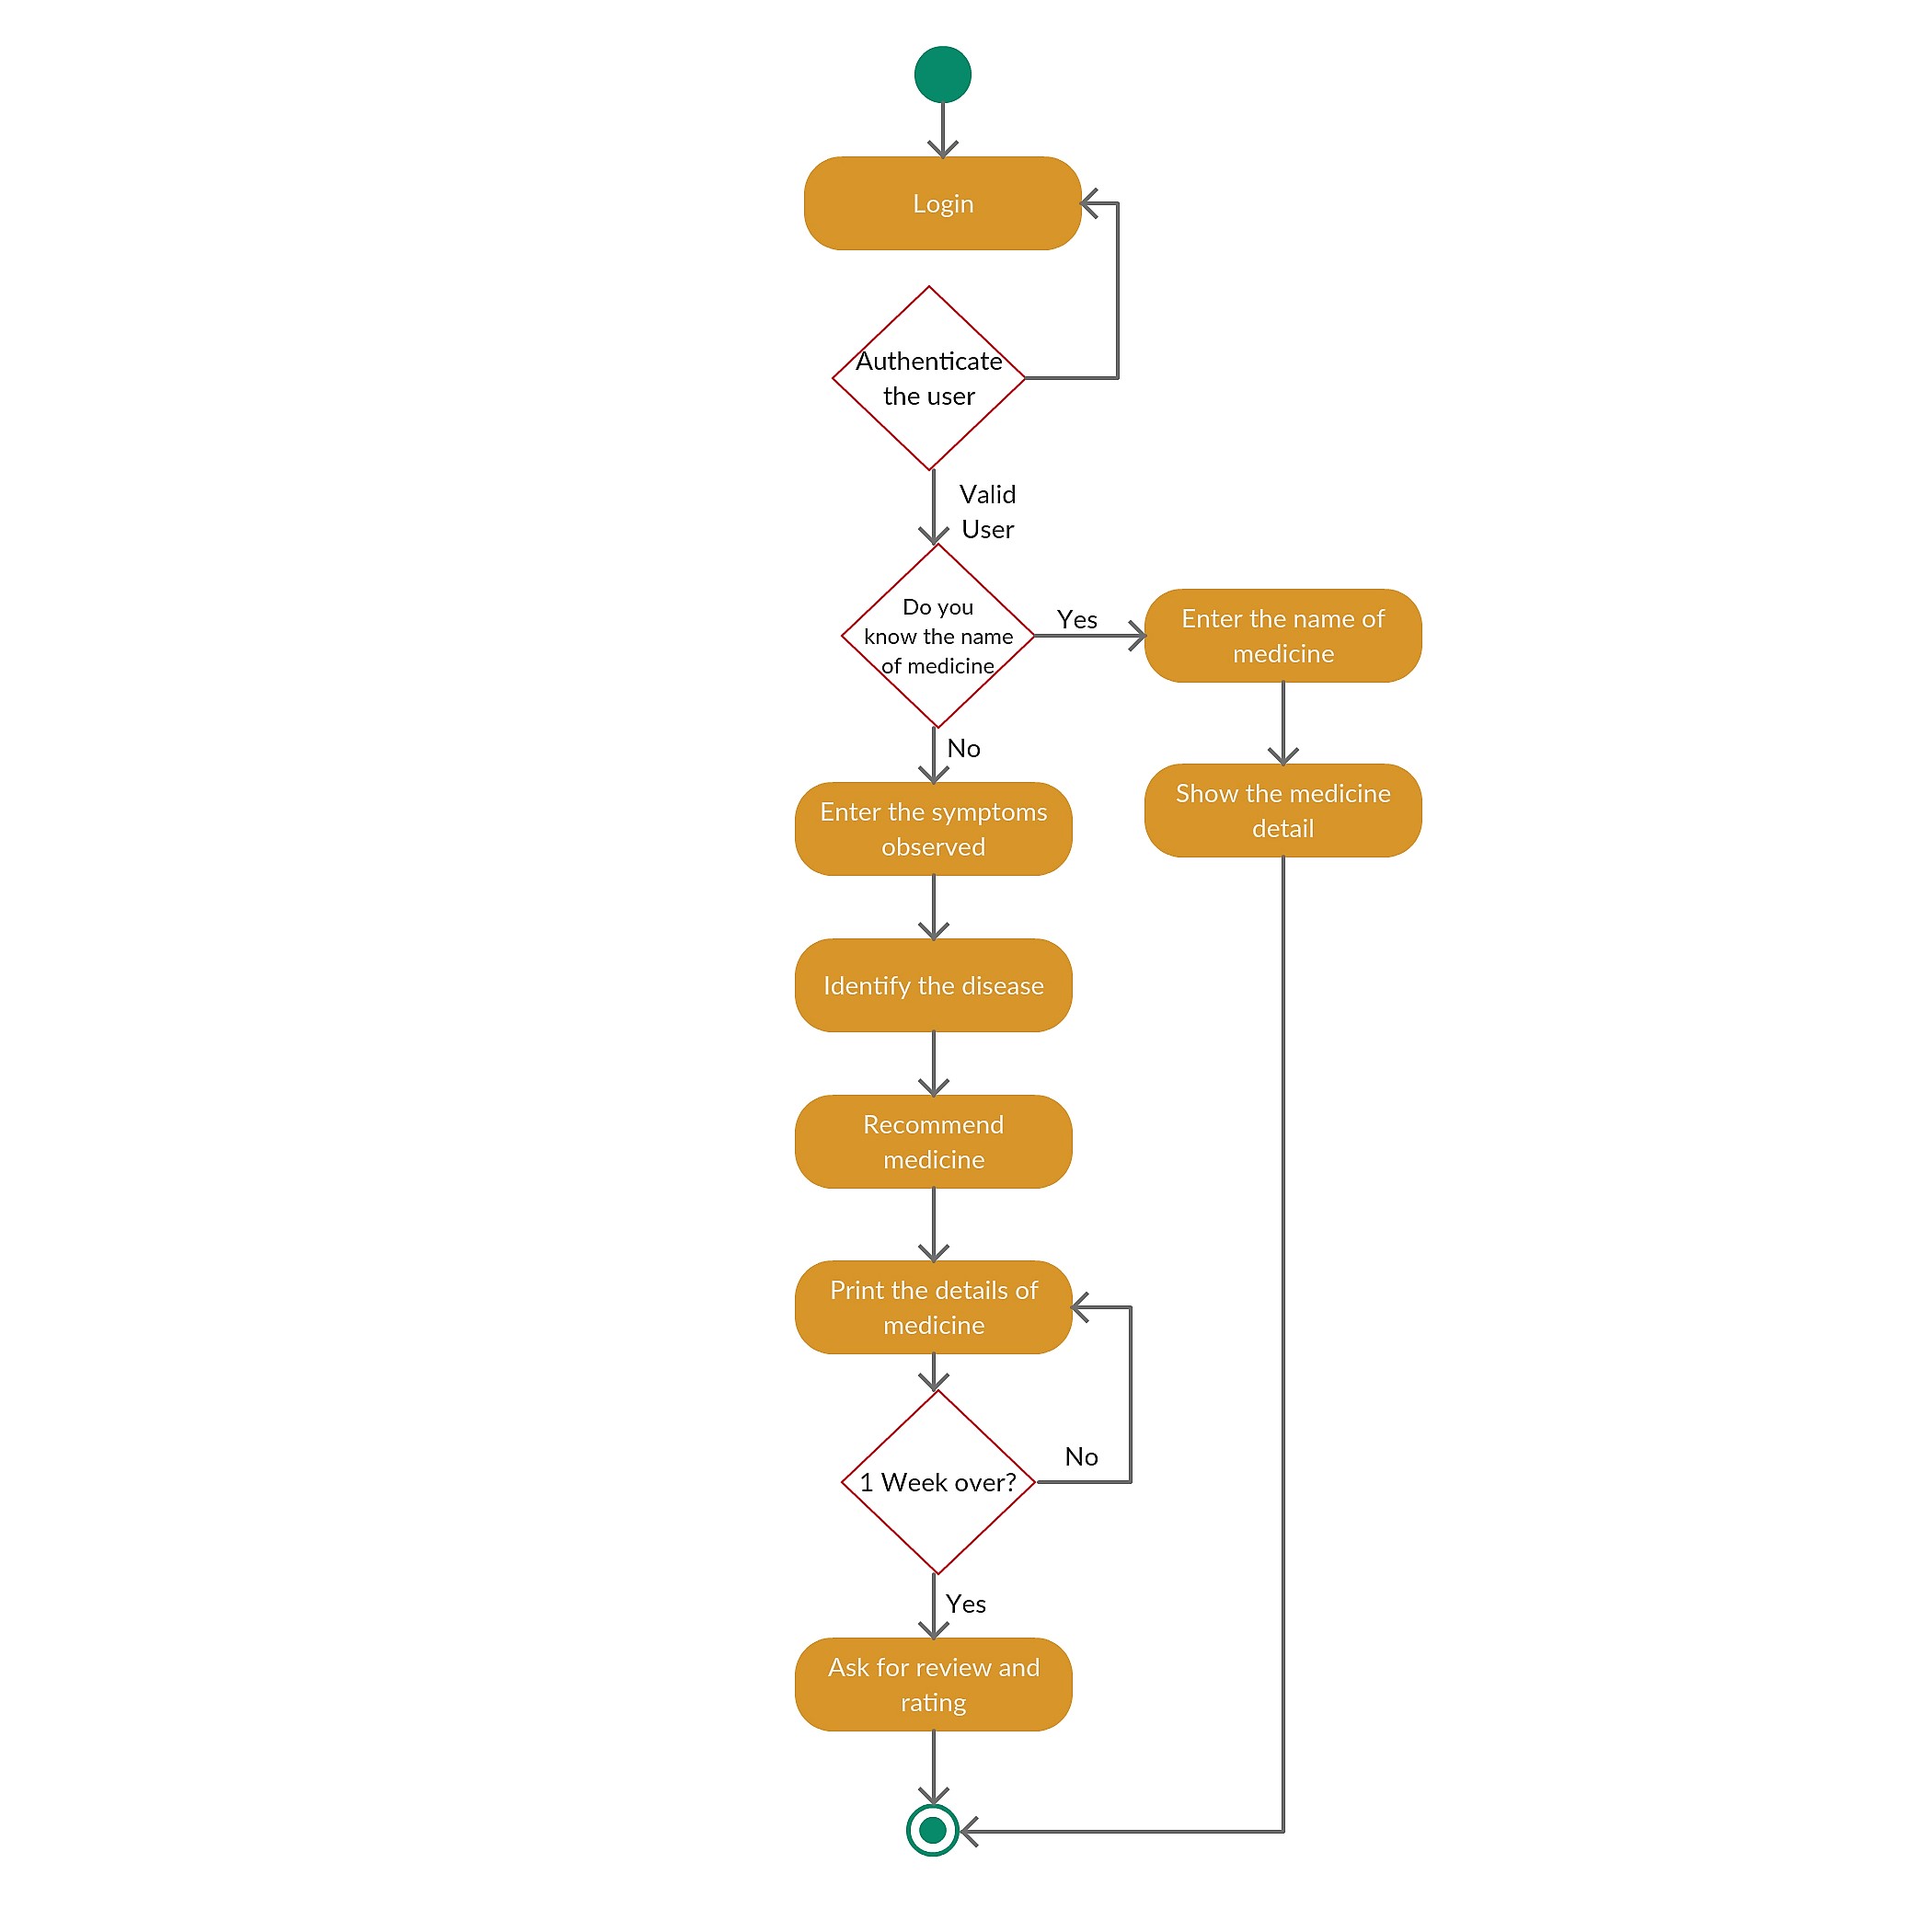 Login
Authenticate
the user
Valid
User
Do you
know the name
of medicine
Yes
Enter the name of
medicine
No
Show the medicine
detail
Enter the symptoms
observed
Identify the disease
Recommend
medicine
Print the details of
medicine
No
1 Week over?
Yes
Ask for review and
rating